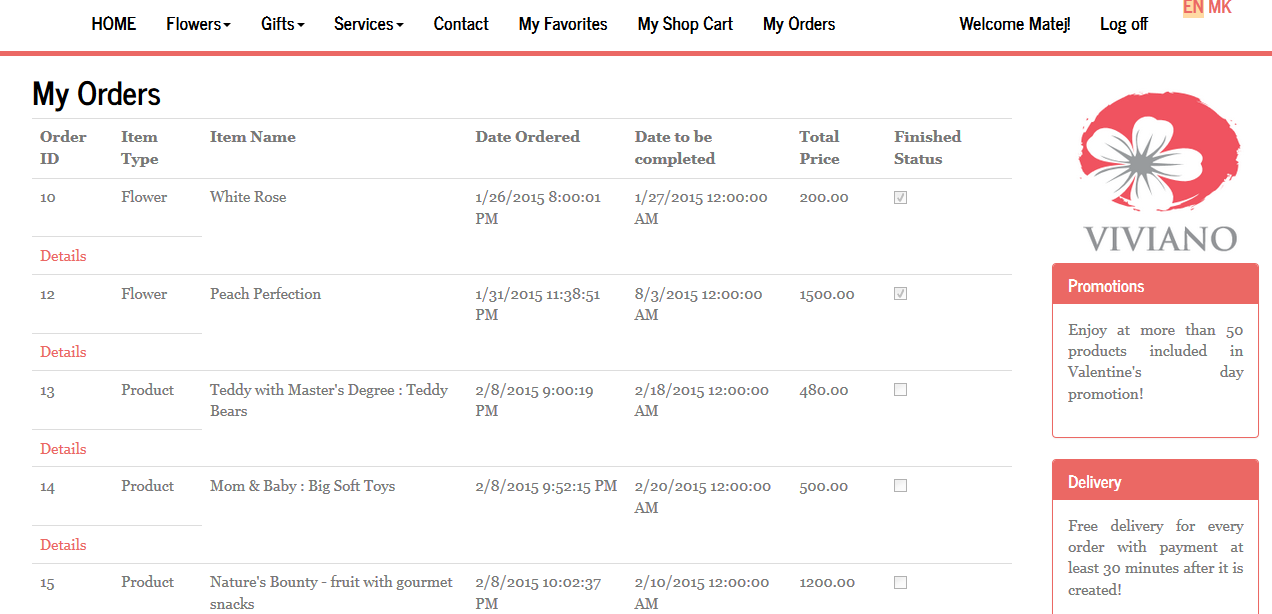 HOME Flowers Gifts Services Contact My Favorites My Shop Cart My Orders Welcome Matej! Log off EN MK
My Orders
Order ID Item Type Item Name Date Ordered Date to be completed Total Price Finished Status
10 Flower White Rose 1/26/2015 8:00:01 PM 1/27/2015 12:00:00 AM 200.00
Details
12 Flower Peach Perfection 1/31/2015 11:38:51 PM 8/3/2015 12:00:00 AM 1500.00
Details
13 Product Teddy with Master's Degree : Teddy Bears 2/8/2015 9:00:19 PM 2/18/2015 12:00:00 AM 480.00
Details
14 Product Mom & Baby : Big Soft Toys 2/8/2015 9:52:15 PM 2/20/2015 12:00:00 AM 500.00
Details
15 Product Nature's Bounty - fruit with gourmet snacks 2/8/2015 10:02:37 PM 2/10/2015 12:00:00 AM 1200.00
VIVIANO
Promotions
Enjoy at more than 50
products included in
Valentine's day
promotion!
Delivery
Free delivery for every
order with payment at
least 30 minutes after it is
created!